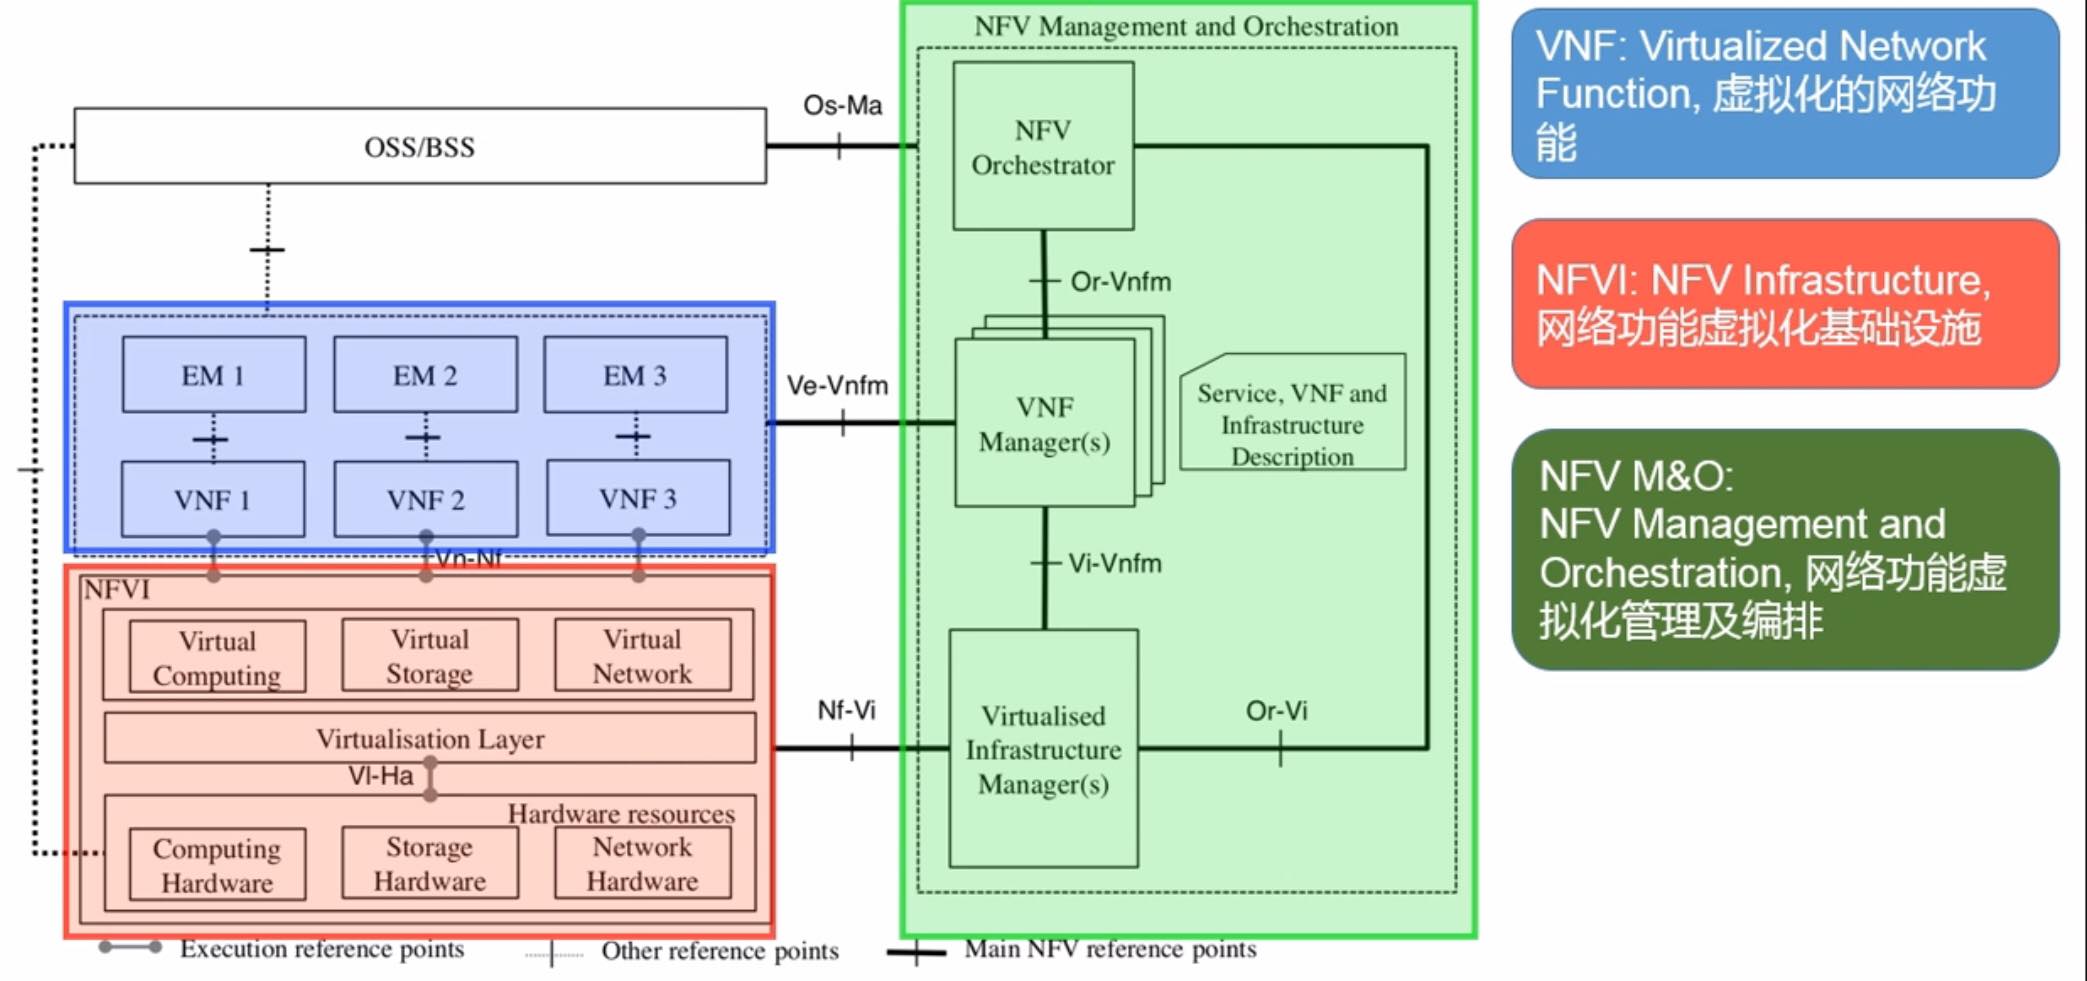 NFV Management and Orchestration
Os-Ma
OSS/BSS
NFV
Orchestrator
Or-Vnfm
EM 1
EM 2
EM 3
Ve-Vnfm
VNF
Manager(s)
Service, VNF and
Infrastructure
Description
VNF 1
VNF 2
VNF 3
Vn-Nf
Vi-Vnfm
NFVI
Virtual
Computing
Virtual
Storage
Virtual
Network
Nf-Vi
Virtualised
Infrastructure
Manager(s)
Or-Vi
Virtualisation Layer
Vl-Ha
Hardware resources
Computing
Hardware
Storage
Hardware
Network
Hardware
Execution reference points
Other reference points
Main NFV reference points
VNF: Virtualized Network
Function, 虚拟化的网络功
能
NFVI: NFV Infrastructure,
网络功能虚拟化基础设施
NFV M&O:
NFV Management and
Orchestration, 网络功能虚
拟化管理及编排